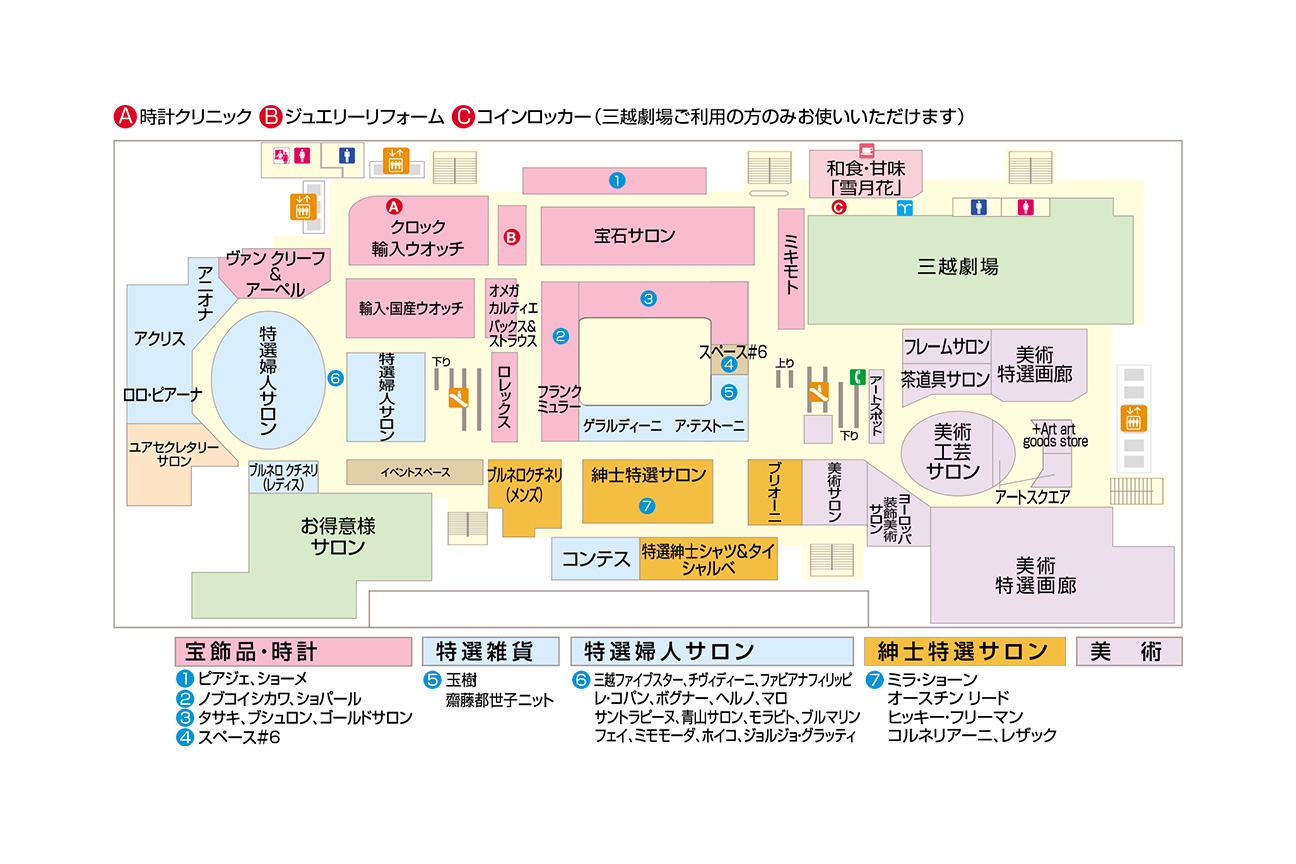 A 時計クリニック B ジュエリーリフォーム C コインロッカー（三越劇場ご利用の方のみお使いいただけます）
1
和食・甘味
「雪月花」
A
クロック
輸入ウオッチ
B
宝石サロン
ミキモト
C
三越劇場
ヴァン クリーフ
&
アーペル
アニオナ
アクリス
ロロ・ピアーナ
ユアセクレタリー
サロン
特選婦人サロン
6
輸入・国産ウオッチ
特選婦人サロン
下り
オメガ
カルティエ
バックス&
ストラウス
ロレックス
2
フランク
ミュラー
3
スペース#6
4
5
ゲラルディーニ
ア・テストーニ
上り
下り
アートスポット
フレームサロン
茶道具サロン
美術
特選画廊
美術
工芸
サロン
+Art art
goods store
アートスクエア
ブルネロ クチネリ
（レディス）
イベントスペース
ブルネロクチネリ
（メンズ）
紳士特選サロン
7
ブリオーニ
美術サロン
ヨーロッパ
装飾美術
サロン
お得意様
サロン
コンテス
特選紳士シャツ&タイ
シャルベ
美術
特選画廊
宝飾品・時計
1 ピアジェ、ショーメ
2 ノブコイシカワ、ショパール
3 タサキ、ブシュロン、ゴールドサロン
4 スペース#6
特選雑貨
5 玉樹
齋藤都世子ニット
特選婦人サロン
6 三越ファイブスター、チヴィディーニ、ファビアナフィリッピ
レ・コパン、ボグナー、ヘルノ、マロ
サントラピーヌ、青山サロン、モラビト、ブルマリン
フェイ、ミモモーダ、ホイコ、ジョルジョ・グラッティ
紳士特選サロン
7 ミラ・ショーン
オースチン リード
ヒッキー・フリーマン
コルネリアーニ、レザック
美術